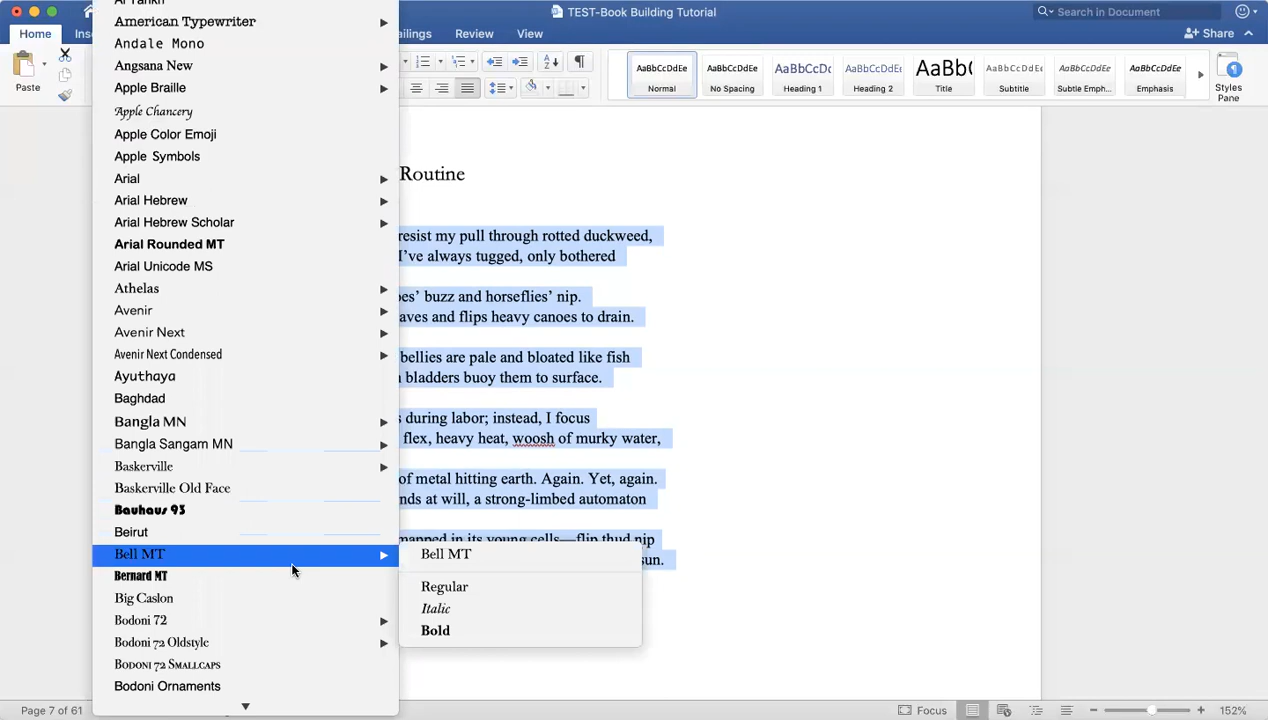 TEST-Book Building Tutorial
Search in Document
Home
Ins
ailings
Review
View
Share
Paste
AaBbCcDdEe
Normal
AaBbCcDdEe
No Spacing
AaBbCcDc
Heading 1
AaBbCcDdEe
Heading 2
AaBb(
Title
AaBbCcDdEe
Subtitle
AaBbCcDdEe
Subtle Emph...
AaBbCcDdEe
Emphasis
Styles
Pane
American Typewriter
Andale Mono
Angsana New
Apple Braille
Apple Chancery
Apple Color Emoji
Apple Symbols
Arial
Arial Hebrew
Arial Hebrew Scholar
Arial Rounded MT
Arial Unicode MS
Athelas
Avenir
Avenir Next
Avenir Next Condensed
Ayuthaya
Baghdad
Bangla MN
Bangla Sangam MN
Baskerville
Baskerville Old Face
Bauhaus 93
Beirut
Bell MT
Bernard MT
Big Caslon
Bodoni 72
Bodoni 72 Oldstyle
Bodoni 72 Smallcaps
Bodoni Ornaments
Bell MT
Regular
Italic
Bold
Routine
resist my pull through rotted duckweed,
I've always tugged, only bothered
oes' buzz and horseflies' nip.
aves and flips heavy canoes to drain.
bellies are pale and bloated like fish
bladders buoy them to surface.
s during labor; instead, I focus
flex, heavy heat, woosh of murky water,
of metal hitting earth. Again. Yet, again.
nds at will, a strong-limbed automaton
mapped in its young cells—flip thud nip
sun.
Page 7 of 61
Focus
152%